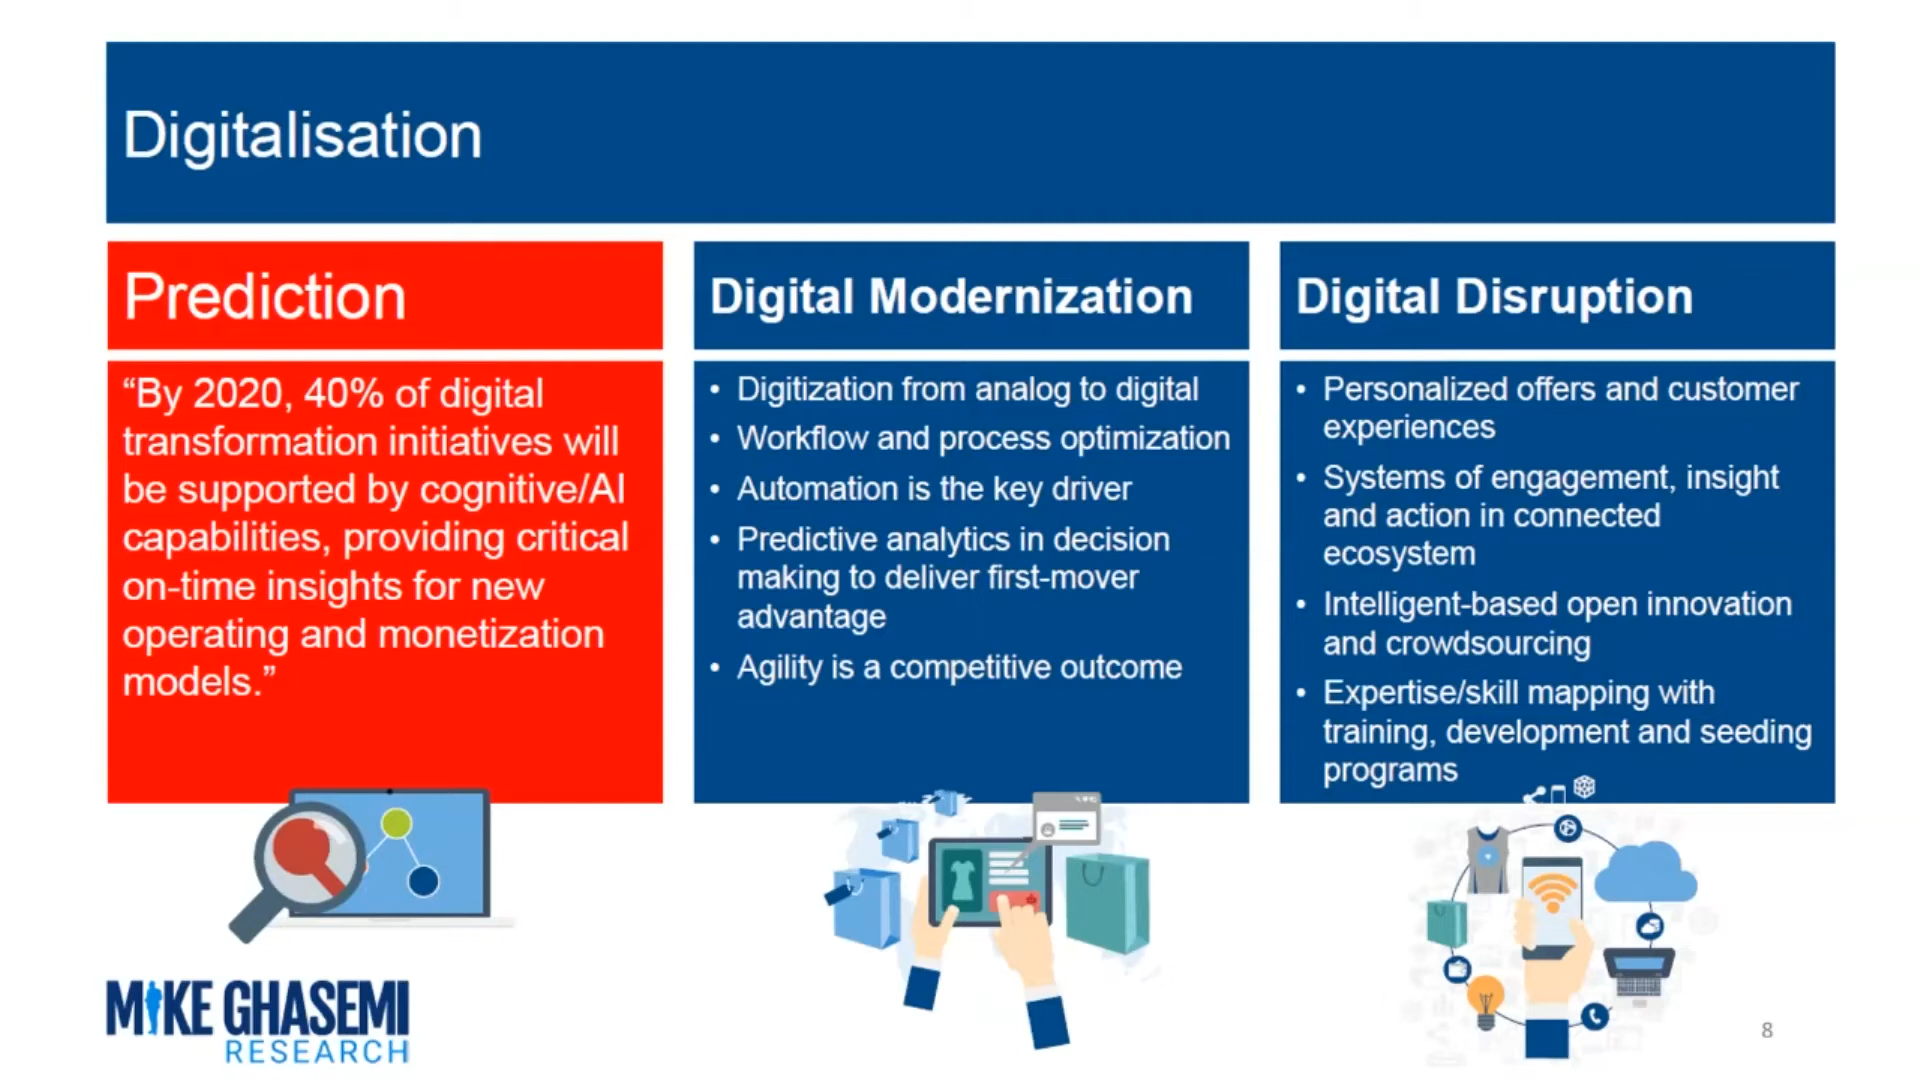 Digitalisation
Prediction
“By 2020, 40% of digital
transformation initiatives will
be supported by cognitive/AI
capabilities, providing critical
on-time insights for new
operating and monetization
models.”
Digital Modernization
• Digitization from analog to digital
• Workflow and process optimization
• Automation is the key driver
• Predictive analytics in decision
making to deliver first-mover
advantage
• Agility is a competitive outcome
Digital Disruption
• Personalized offers and customer
experiences
• Systems of engagement, insight
and action in connected
ecosystem
• Intelligent-based open innovation
and crowdsourcing
• Expertise/skill mapping with
training, development and seeding
programs
MIKE GHASEMI
RESEARCH
8